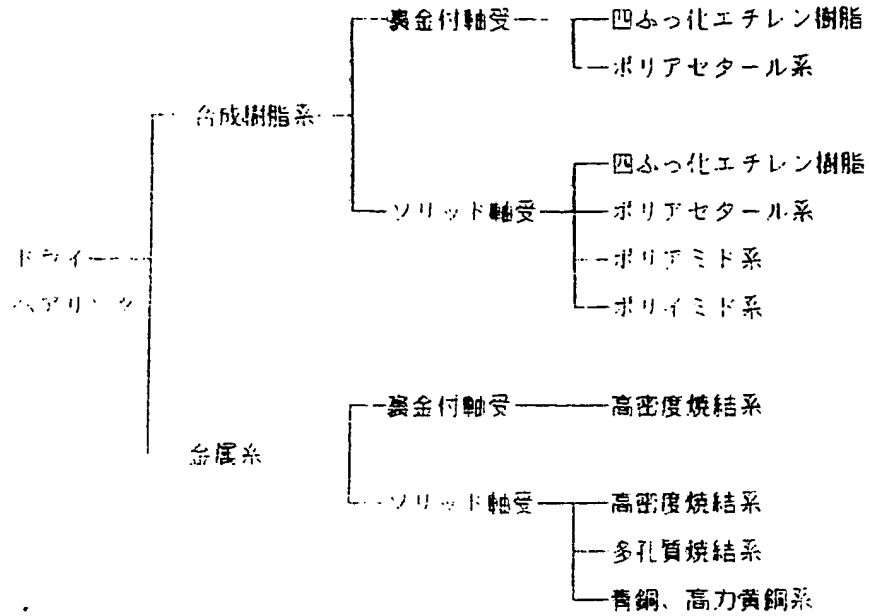 裏金付軸受
四ふっ化エチレン樹脂
ポリアセタール系
合成樹脂系
四ふっ化エチレン樹脂
ソリッド軸受
ポリアセタール系
ドライ
ポリアミド系
ベアリング
ポリイミド系
裏金付軸受
高密度焼結系
金属系
ソリッド軸受
高密度焼結系
多孔質焼結系
青銅、高力黄銅系